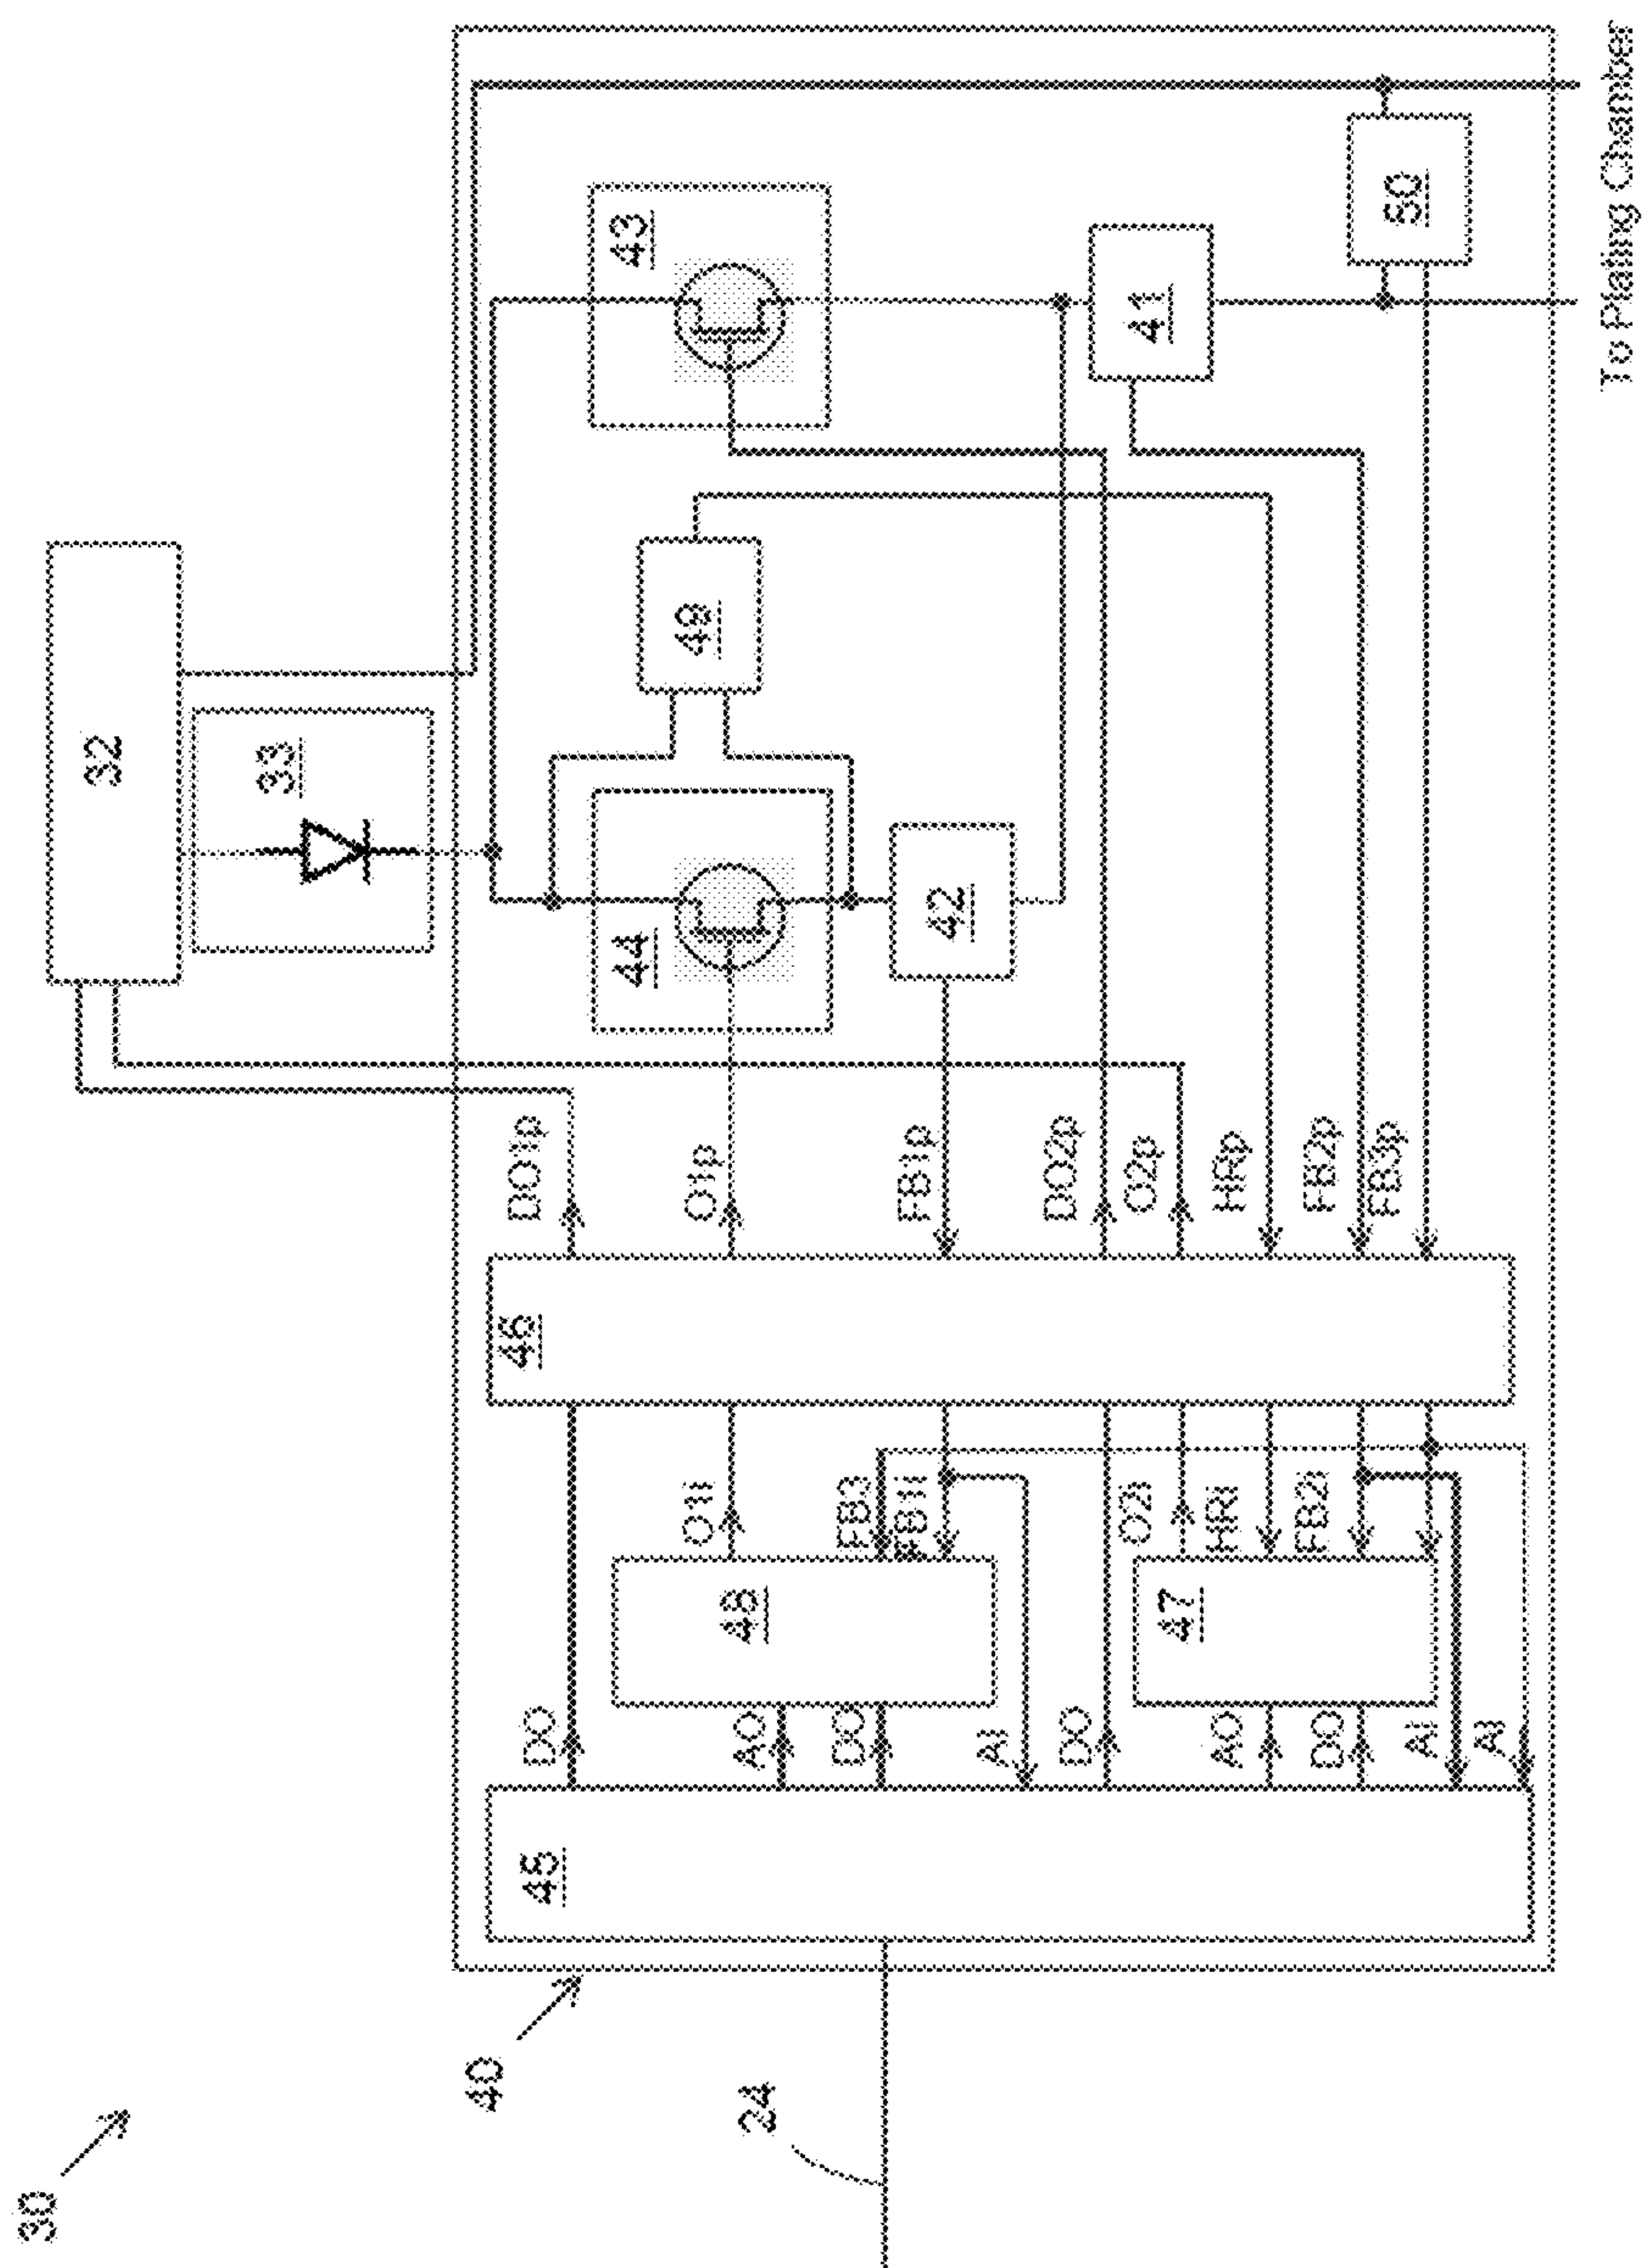 30
40
24
32
33
43
44
49
41
42
50
To Plating Chamber
DO1p
O1p
FB1p
DO2p
O2p
HRp
FB2p
FB3p
46
O1i
FB3
FB1i
O2i
HRi
FB2i
48
47
DO
AO
DO
AI
DO
AO
DO
AI
AI
45